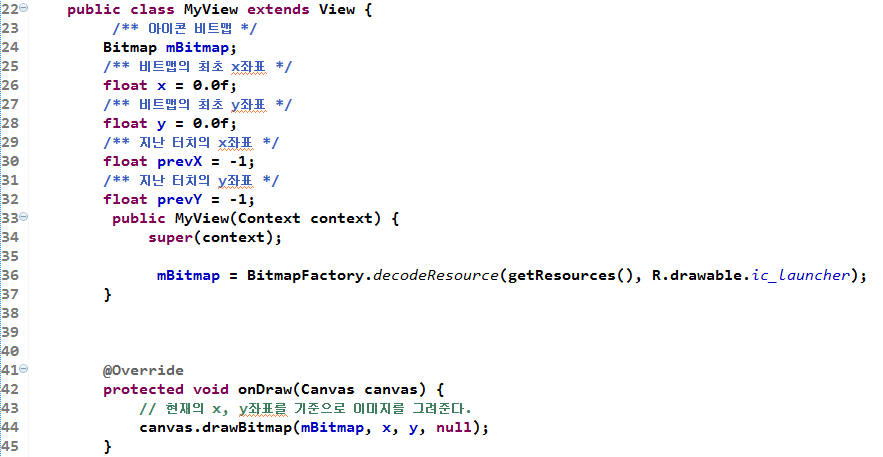 22 public class MyView extends View {
23 /** 아이콘 비트맵 */
24 Bitmap mBitmap;
25 /** 비트맵의 최초 x좌표 */
26 float x = 0.0f;
27 /** 비트맵의 최초 y좌표 */
28 float y = 0.0f;
29 /** 지난 터치의 x좌표 */
30 float prevX = -1;
31 /** 지난 터치의 y좌표 */
32 float prevY = -1;
33 public MyView(Context context) {
34 super(context);
35
36 mBitmap = BitmapFactory.decodeResource(getResources(), R.drawable.ic_launcher);
37 }
38
39
40
41 @Override
42 protected void onDraw(Canvas canvas) {
43 // 현재의 x, y좌표를 기준으로 이미지를 그려준다.
44 canvas.drawBitmap(mBitmap, x, y, null);
45 }